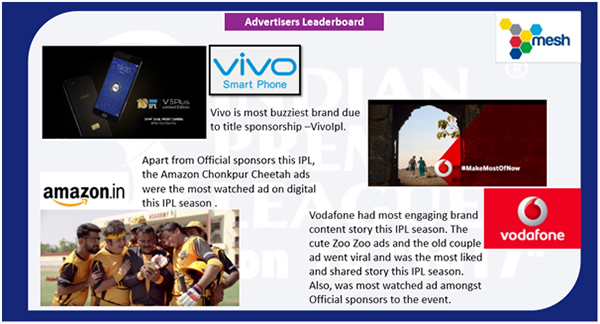 Advertisers Leaderboard
mesh
vivo
Smart Phone
V5Plus
Limited Edition
Vivo is most buzziest brand due
to title sponsorship –VivoIpl.
#MakeMostOfNow
Apart from Official sponsors this IPL,
the Amazon Chonkpur Cheetah ads
were the most watched ad on digital
this IPL season .
amazon.in
Vodafone had most engaging brand
content story this IPL season. The
cute Zoo Zoo ads and the old couple
ad went viral and was the most liked
and shared story this IPL season.
Also, was most watched ad amongst
Official sponsors to the event.
vodafone